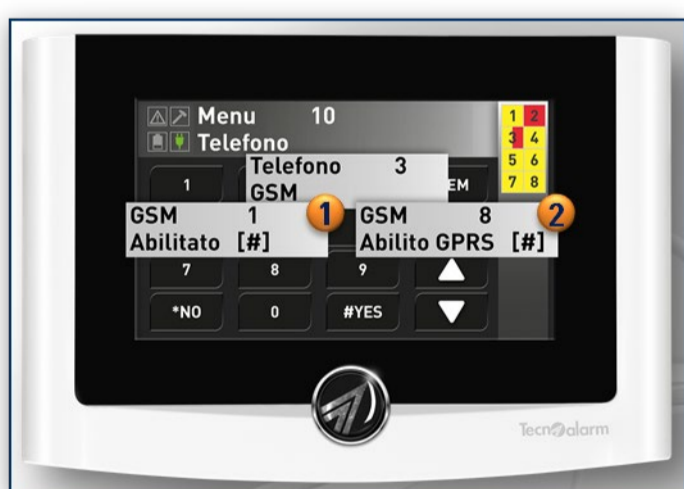 Menu 10
Telefono
1 2
3 4
5 6
7 8
Telefono 3
GSM
1
EM
GSM 1
Abilitato [#]
1
GSM 8
Abilito GPRS [#]
2
7 8 9
*NO 0 #YES
Tecnoalarm